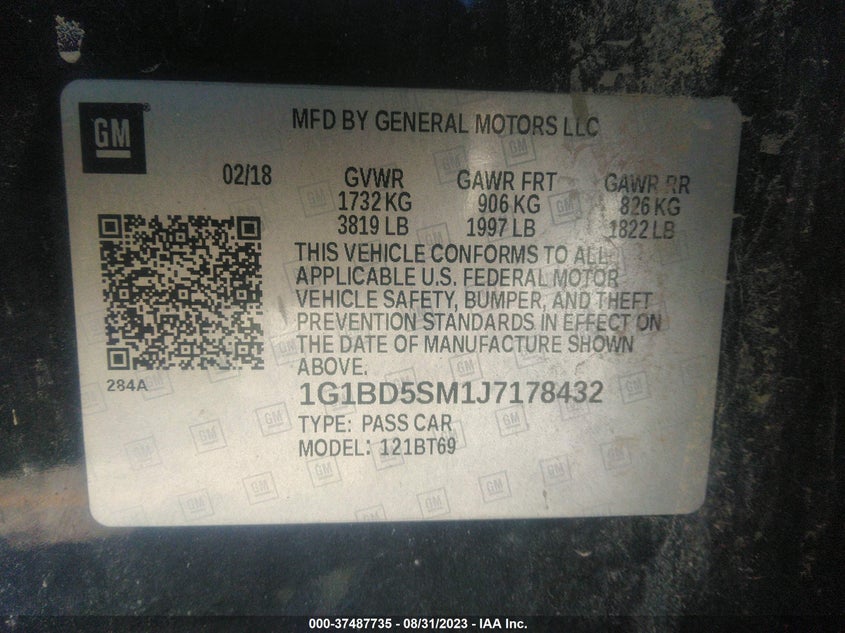 GM
MFD BY GENERAL MOTORS LLC
02/18 GVWR GAWR FRT GAWR RR
1732 KG 906 KG 826 KG
3819 LB 1997 LB 1822 LB
THIS VEHICLE CONFORMS TO ALL
APPLICABLE U.S. FEDERAL MOTOR
VEHICLE SAFETY, BUMPER, AND THEFT
PREVENTION STANDARDS IN EFFECT ON
THE DATE OF MANUFACTURE SHOWN
ABOVE.
284A
1G1BD5SM1J7178432
TYPE: PASS CAR
MODEL: 121BT69
000-37487735 - 08/31/2023 - IAA Inc.